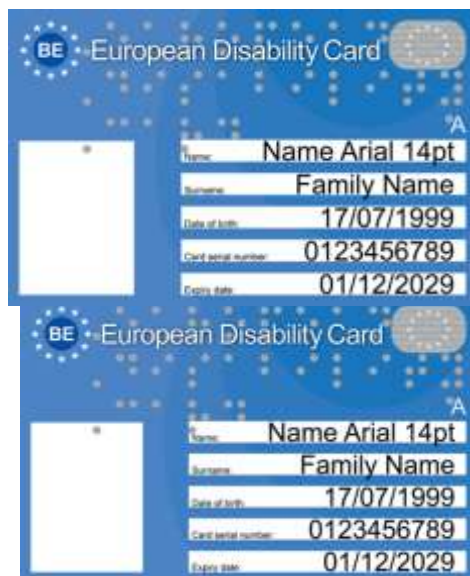 BE European Disability Card
A
Name: Name Arial 14pt
Surname: Family Name
Date of birth: 17/07/1999
Card serial number: 0123456789
Expiry date: 01/12/2029
BE European Disability Card
A
Name: Name Arial 14pt
Surname: Family Name
Date of birth: 17/07/1999
Card serial number: 0123456789
Expiry date: 01/12/2029